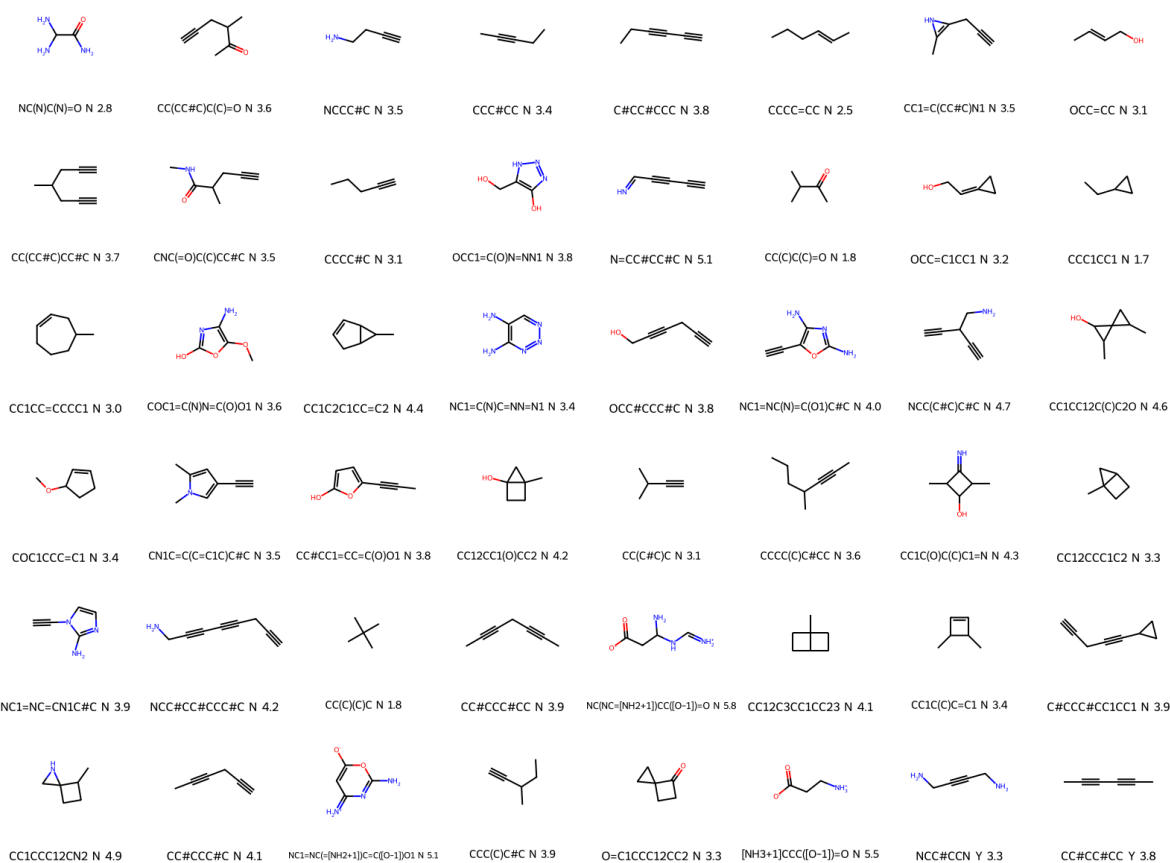 NC(N)C(N)=O N 2.8
CC(CC#C)C(C)=O N 3.6
NCCC#C N 3.5
CCC#CC N 3.4
C#CC#CCC N 3.8
CCCC=CC N 2.5
CC1=C(CC#C)N1 N 3.5
OCC=CC N 3.1
CC(CC#C)CC#C N 3.7
CNC(=O)C(C)CC#C N 3.5
CCCC#C N 3.1
OCC1=C(O)N=NN1 N 3.8
N=CC#CC#C N 5.1
CC(C)C(C)=O N 1.8
OCC=C1CC1 N 3.2
CCC1CC1 N 1.7
CC1CC=CCCC1 N 3.0
COC1=C(N)N=C(O)O1 N 3.6
CC1C2C1CC=C2 N 4.4
NC1=C(N)C=NN=N1 N 3.4
OCC#CCC#C N 3.8
NC1=NC(N)=C(O1)C#C N 4.0
NCC(C#C)C#C N 4.7
CC1CC12C(C)C2O N 4.6
COC1CCC=C1 N 3.4
CN1C=C(C=C1C)C#C N 3.5
CC#CC1=CC=C(O)O1 N 3.8
CC12CC1(O)CC2 N 4.2
CC(C#C)C N 3.1
CCCC(C)C#CC N 3.6
CC1C(O)C(C)C1=N N 4.3
CC12CCC1C2 N 3.3
NC1=NC=CN1C#C N 3.9
NCC#CC#CCC#C N 4.2
CC(C)(C)C N 1.8
CC#CCC#CC N 3.9
NC(NC=[NH2+1])CC([O-1])=O N 5.8
CC12C3CC1CC23 N 4.1
CC1C(C)C=C1 N 3.4
C#CCC#CC1CC1 N 3.9
CC1CCC12CN2 N 4.9
CC#CCC#C N 4.1
NC1=NC(=[NH2+1])C=C([O-1])O1 N 5.1
CCC(C)C#C N 3.9
O=C1CCC12CC2 N 3.3
[NH3+1]CCC([O-1])=O N 5.5
NCC#CCN Y 3.3
CC#CC#CC Y 3.8